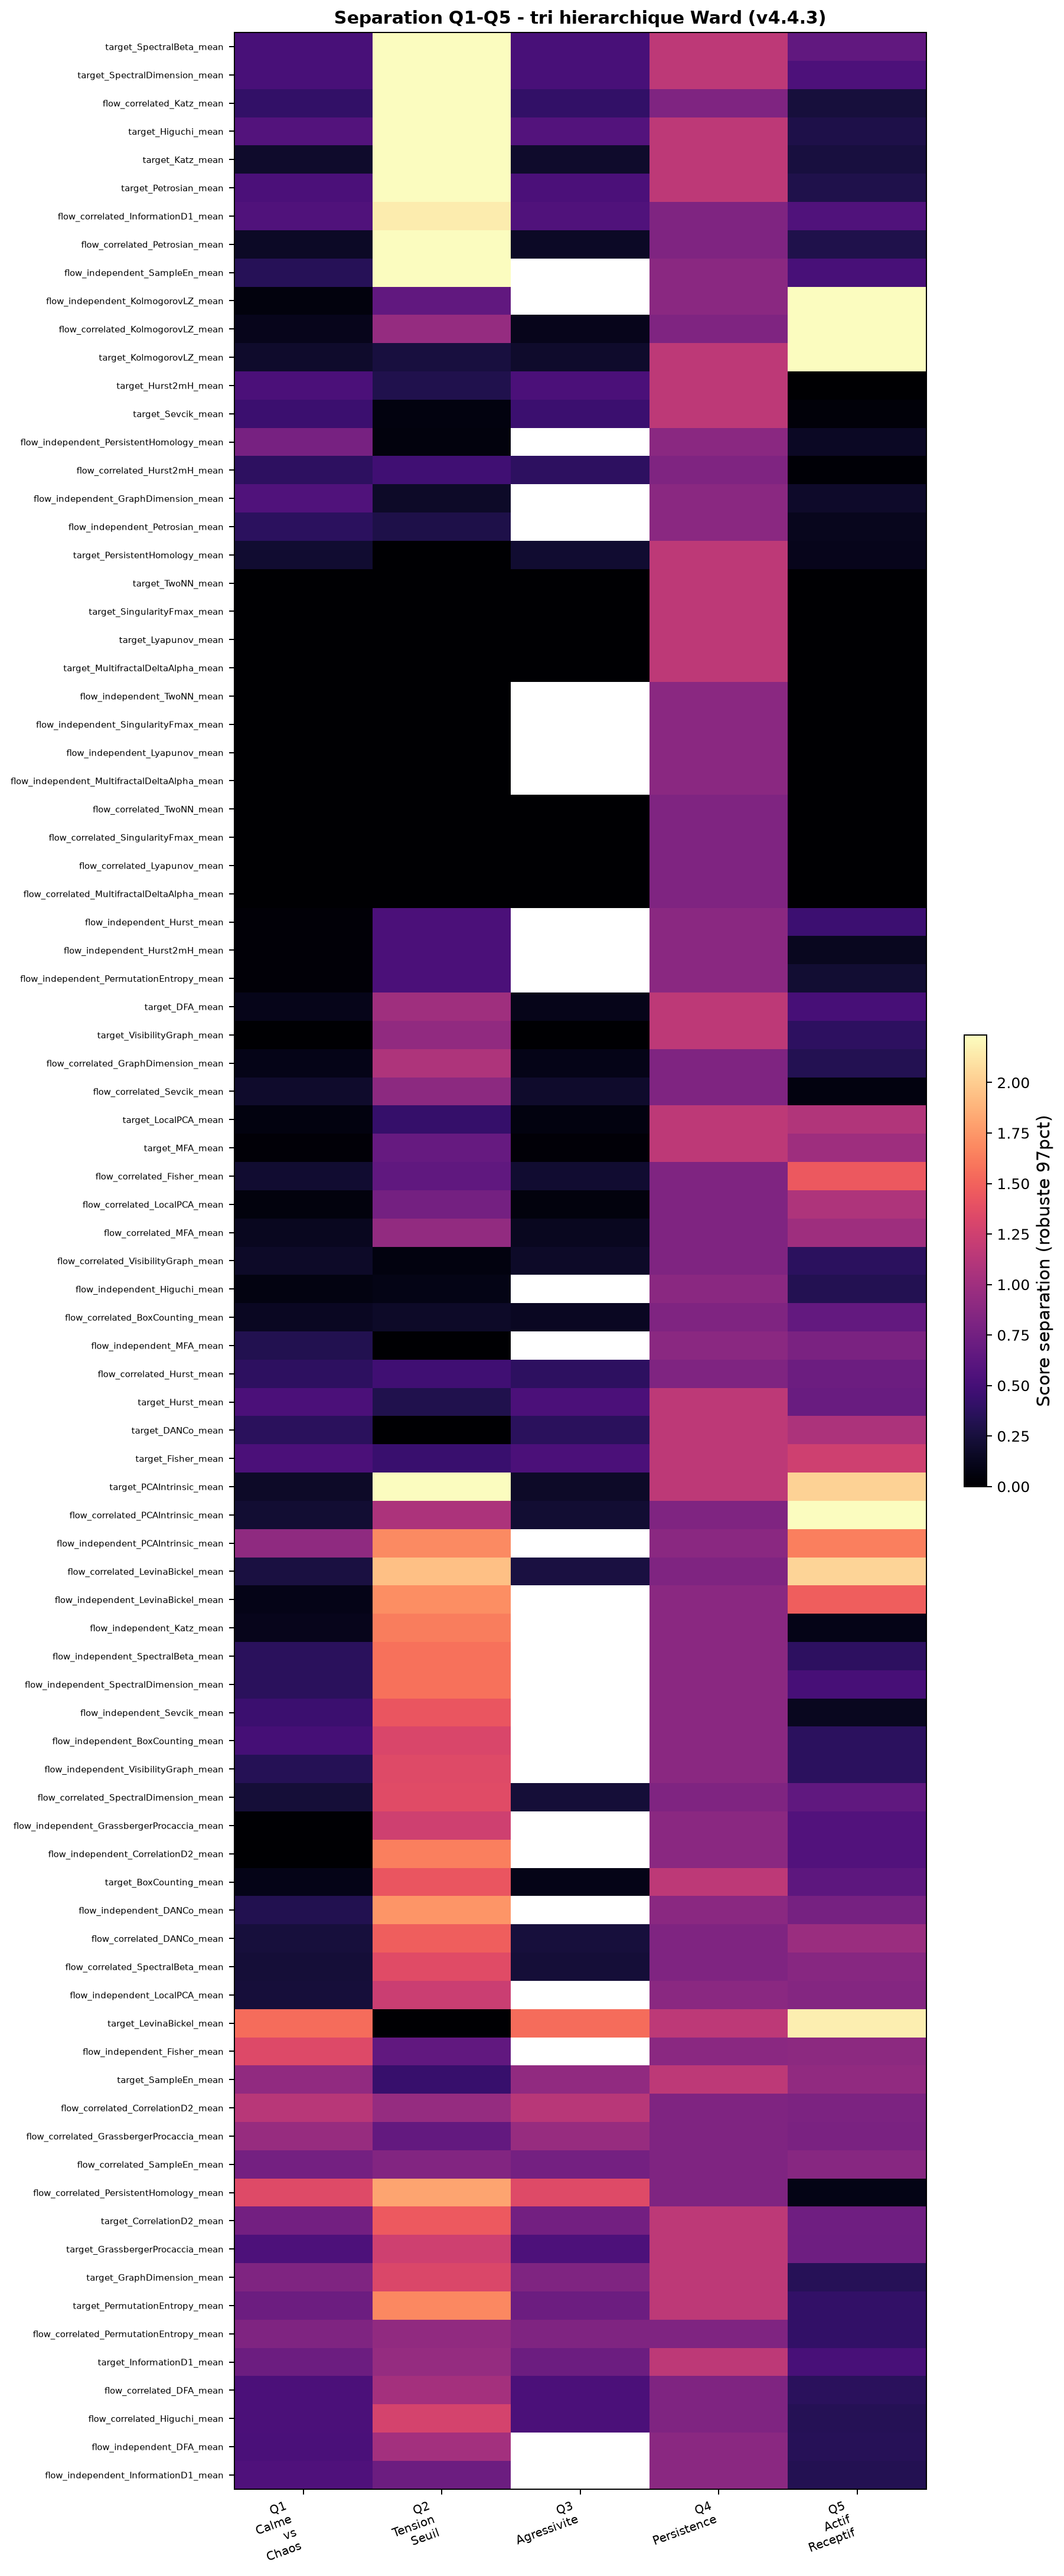 Separation Q1-Q5 - tri hierarchique Ward (v4.4.3)
target_SpectralBeta_mean
target_SpectralDimension_mean
flow_correlated_Katz_mean
target_Higuchi_mean
target_Katz_mean
target_Petrosian_mean
flow_correlated_InformationD1_mean
flow_correlated_Petrosian_mean
flow_independent_SampleEn_mean
flow_independent_KolmogorovLZ_mean
flow_correlated_KolmogorovLZ_mean
target_KolmogorovLZ_mean
target_Hurst2mH_mean
target_Sevcik_mean
flow_independent_PersistentHomology_mean
flow_correlated_Hurst2mH_mean
flow_independent_GraphDimension_mean
flow_independent_Petrosian_mean
target_PersistentHomology_mean
target_TwoNN_mean
target_SingularityFmax_mean
target_Lyapunov_mean
target_MultifractalDeltaAlpha_mean
flow_independent_TwoNN_mean
flow_independent_SingularityFmax_mean
flow_independent_Lyapunov_mean
flow_independent_MultifractalDeltaAlpha_mean
flow_correlated_TwoNN_mean
flow_correlated_SingularityFmax_mean
flow_correlated_Lyapunov_mean
flow_correlated_MultifractalDeltaAlpha_mean
flow_independent_Hurst_mean
flow_independent_Hurst2mH_mean
flow_independent_PermutationEntropy_mean
target_DFA_mean
target_VisibilityGraph_mean
flow_correlated_GraphDimension_mean
flow_correlated_Sevcik_mean
target_LocalPCA_mean
target_MFA_mean
flow_correlated_Fisher_mean
flow_correlated_LocalPCA_mean
flow_correlated_MFA_mean
flow_correlated_VisibilityGraph_mean
flow_independent_Higuchi_mean
flow_correlated_BoxCounting_mean
flow_independent_MFA_mean
flow_correlated_Hurst_mean
target_Hurst_mean
target_DANCo_mean
target_Fisher_mean
target_PCAIntrinsic_mean
flow_correlated_PCAIntrinsic_mean
flow_independent_PCAIntrinsic_mean
flow_correlated_LevinaBickel_mean
flow_independent_LevinaBickel_mean
flow_independent_Katz_mean
flow_independent_SpectralBeta_mean
flow_independent_SpectralDimension_mean
flow_independent_Sevcik_mean
flow_independent_BoxCounting_mean
flow_independent_VisibilityGraph_mean
flow_correlated_SpectralDimension_mean
flow_independent_GrassbergerProcaccia_mean
flow_independent_CorrelationD2_mean
target_BoxCounting_mean
flow_independent_DANCo_mean
flow_correlated_DANCo_mean
flow_correlated_SpectralBeta_mean
flow_independent_LocalPCA_mean
target_LevinaBickel_mean
flow_independent_Fisher_mean
target_SampleEn_mean
flow_correlated_CorrelationD2_mean
flow_correlated_GrassbergerProcaccia_mean
flow_correlated_SampleEn_mean
flow_correlated_PersistentHomology_mean
target_CorrelationD2_mean
target_GrassbergerProcaccia_mean
target_GraphDimension_mean
target_PermutationEntropy_mean
flow_correlated_PermutationEntropy_mean
target_InformationD1_mean
flow_correlated_DFA_mean
flow_correlated_Higuchi_mean
flow_independent_DFA_mean
flow_independent_InformationD1_mean
Q1
Calme
vs
Chaos
Q2
Tension
Seuil
Q3
Agressivite
Q4
Persistence
Q5
Actif
Receptif
2.00
1.75
1.50
1.25
1.00
0.75
0.50
0.25
0.00
Score separation (robuste 97pct)